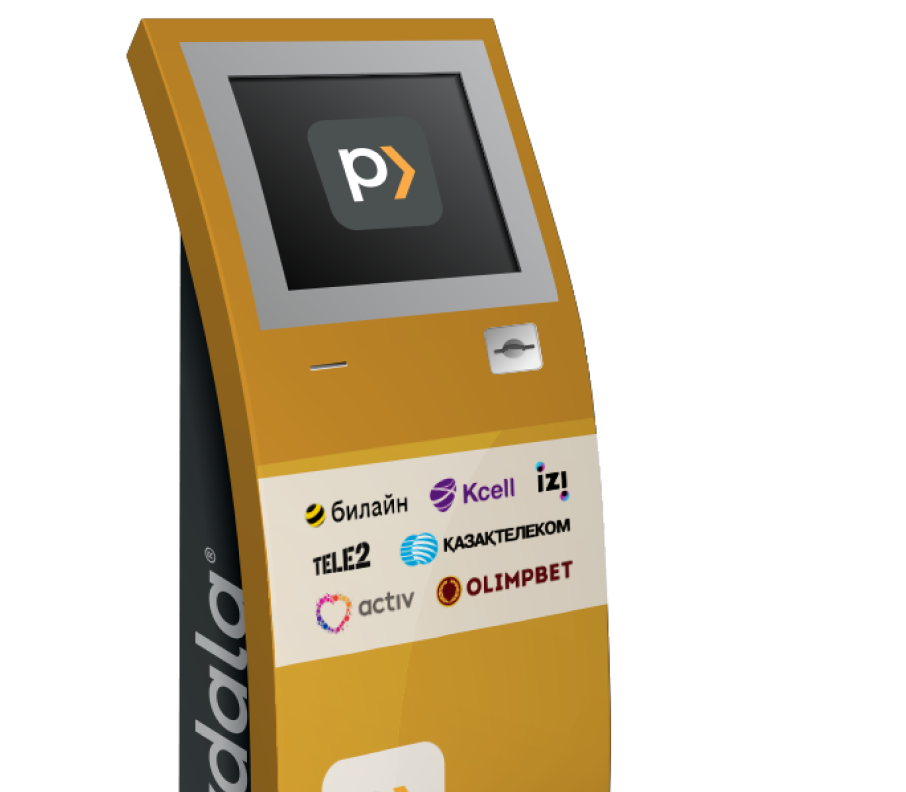 p
билайн Kcell izi
TELE2 ҚАЗАҚТЕЛЕКОМ
activ OLIMPBET
dala®